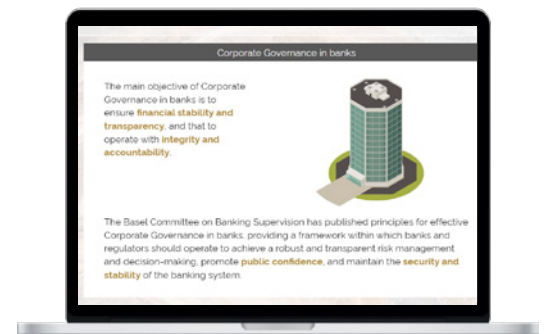 Corporate Governance in banks
The main objective of Corporate
Governance in banks is to
ensure financial stability and
transparency, and that to
operate with integrity and
accountability.
The Basel Committee on Banking Supervision has published principles for effective
Corporate Governance in banks, providing a framework within which banks and
regulators should operate to achieve a robust and transparent risk management
and decision-making, promote public confidence, and maintain the security and
stability of the banking system.